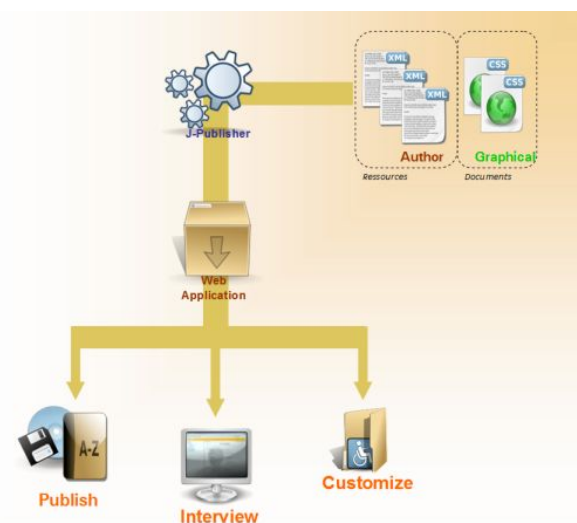 XML
XML
XML
CSS
CSS
J-Publisher
Author
Graphical
Ressources
Documents
Web
Application
A-Z
Publish
Interview
Customize